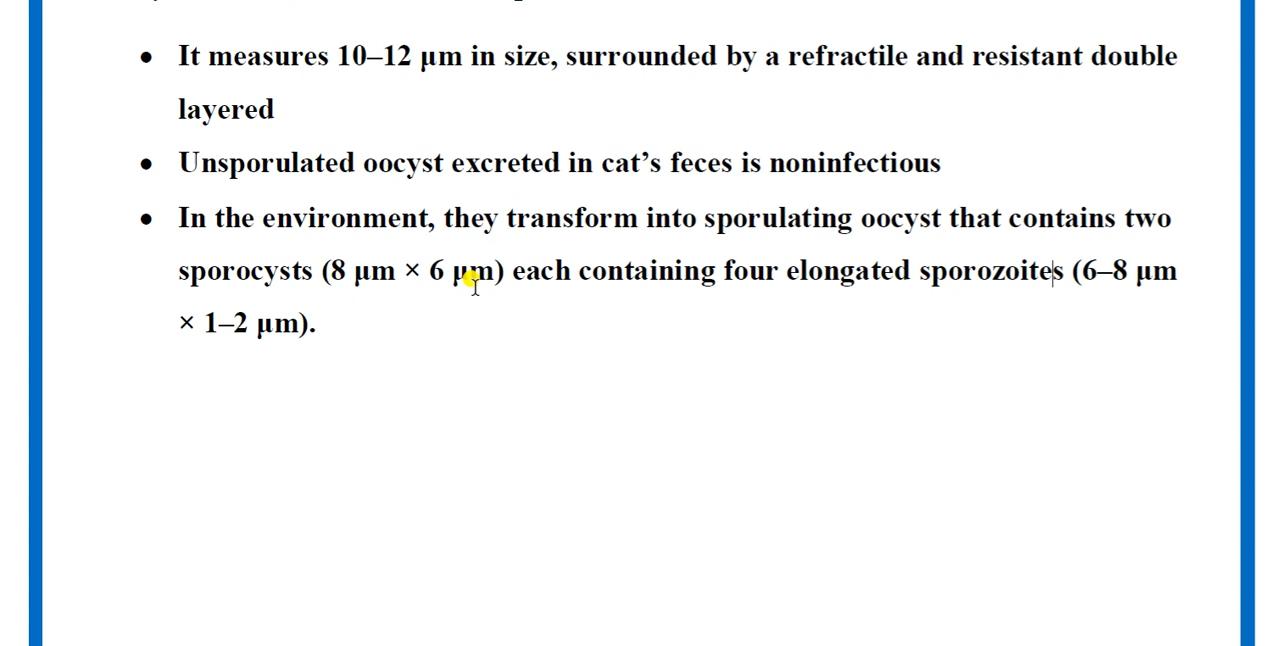 • It measures 10–12 μm in size, surrounded by a refractile and resistant double
layered
• Unsporulated oocyst excreted in cat’s feces is noninfectious
• In the environment, they transform into sporulating oocyst that contains two
sporocysts (8 μm × 6 μm) each containing four elongated sporozoites (6–8 μm
× 1–2 μm).